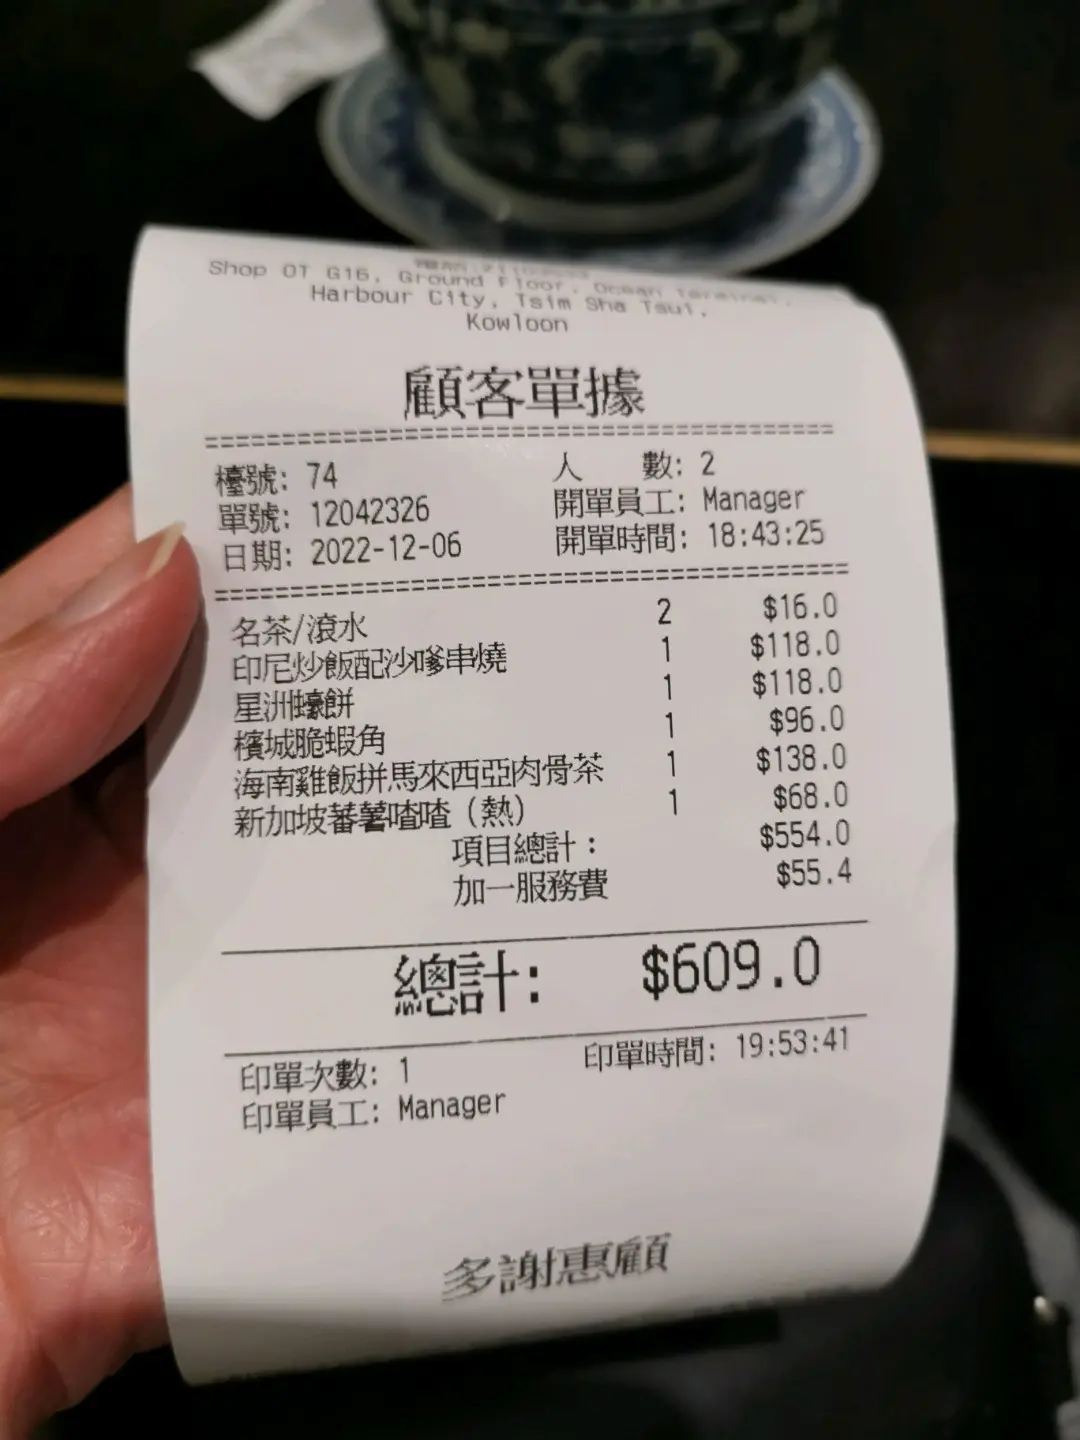 Shop OT G16, Ground Floor, Ocean Terminal,
Harbour City, Tsim Sha Tsui,
Kowloon
顧客單據
========================================
檯號: 74 人 數: 2
單號: 12042326 開單員工: Manager
日期: 2022-12-06 開單時間: 18:43:25
========================================
名茶/滾水 2 $16.0
印尼炒飯配沙嗲串燒 1 $118.0
星洲蠔餅 1 $118.0
檳城脆蝦角 1 $96.0
海南雞飯拼馬來西亞肉骨茶 1 $138.0
新加坡蕃薯喳喳（熱） 1 $68.0
項目總計： $554.0
加一服務費 $55.4
總計: $609.0
印單次數: 1 印單時間: 19:53:41
印單員工: Manager
多謝惠顧